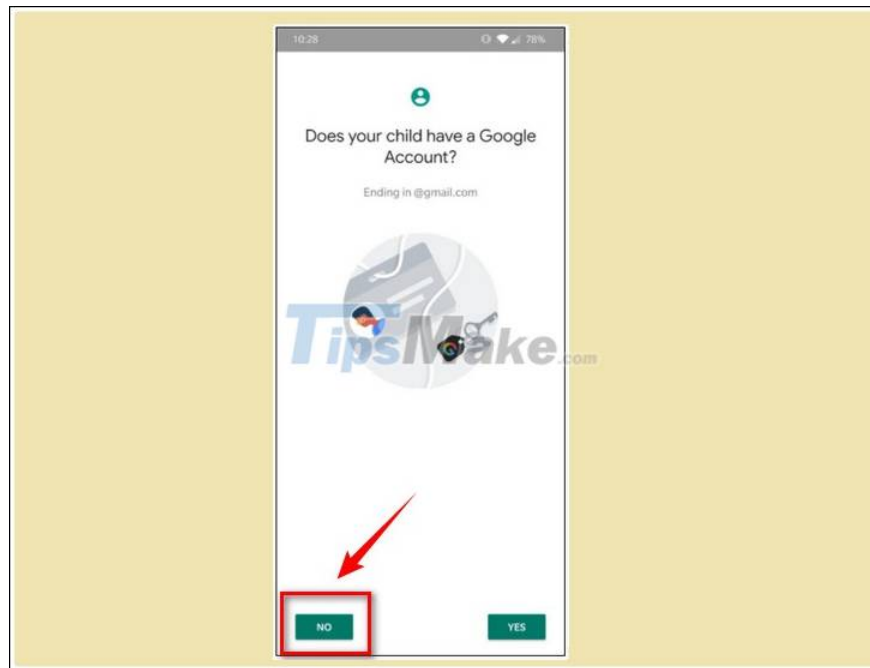 10:28
78%
Does your child have a Google
Account?
Ending in @gmail.com
TipsMake.com
G
NO
YES